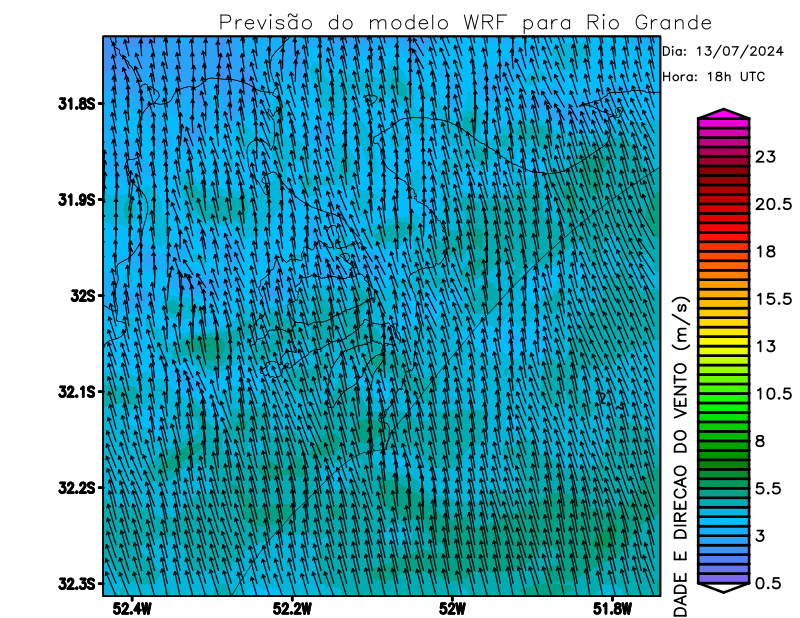 Previsão do modelo WRF para Rio Grande
Dia: 13/07/2024
Hora: 18h UTC
31.8S
31.9S
32S
32.1S
32.2S
32.3S
52.4W
52.2W
52W
51.8W
DADE E DIRECAO DO VENTO (m/s)
23
20.5
18
15.5
13
10.5
8
5.5
3
0.5